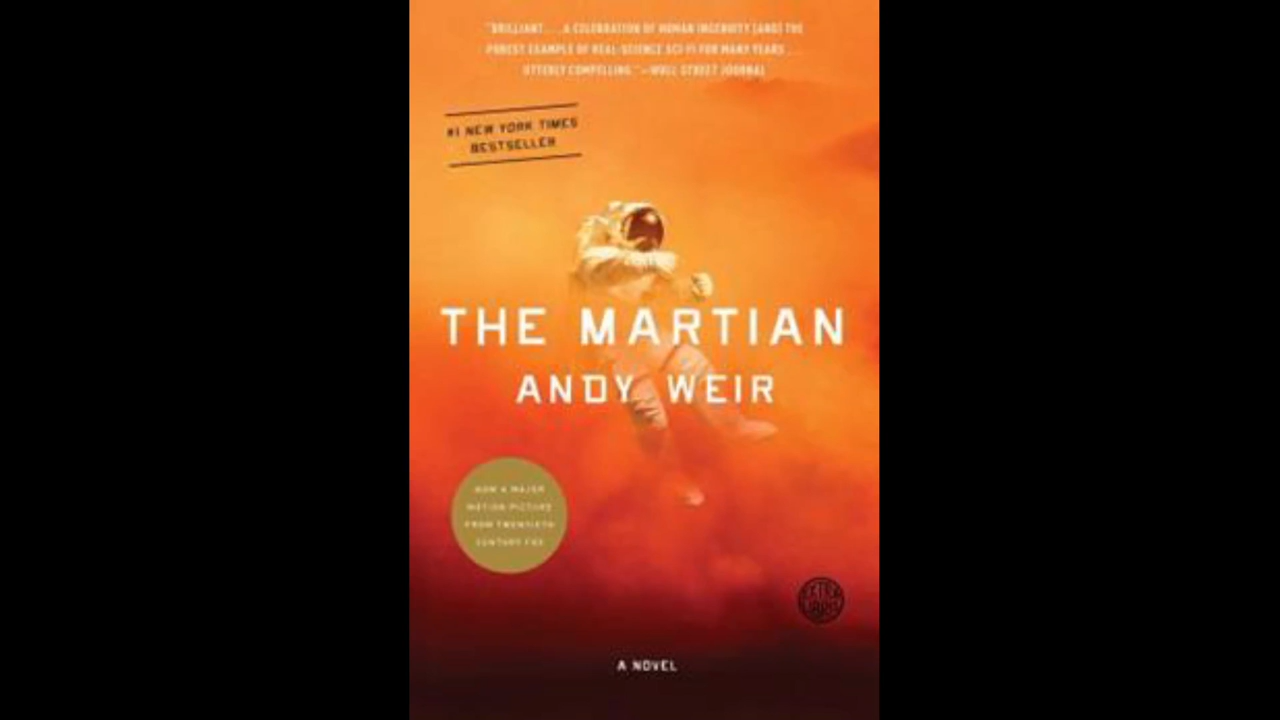 "BRILLIANT....A CELEBRATION OF HUMAN INGENUITY [AND] THE
PUREST EXAMPLE OF REAL-SCIENCE SCI-FI FOR MANY YEARS...
UTTERLY COMPELLING."—WALL STREET JOURNAL
#1 NEW YORK TIMES
BESTSELLER
THE MARTIAN
ANDY WEIR
NOW A MAJOR
MOTION PICTURE
FROM TWENTIETH
CENTURY FOX
EXTRA
LIBRIS
A NOVEL